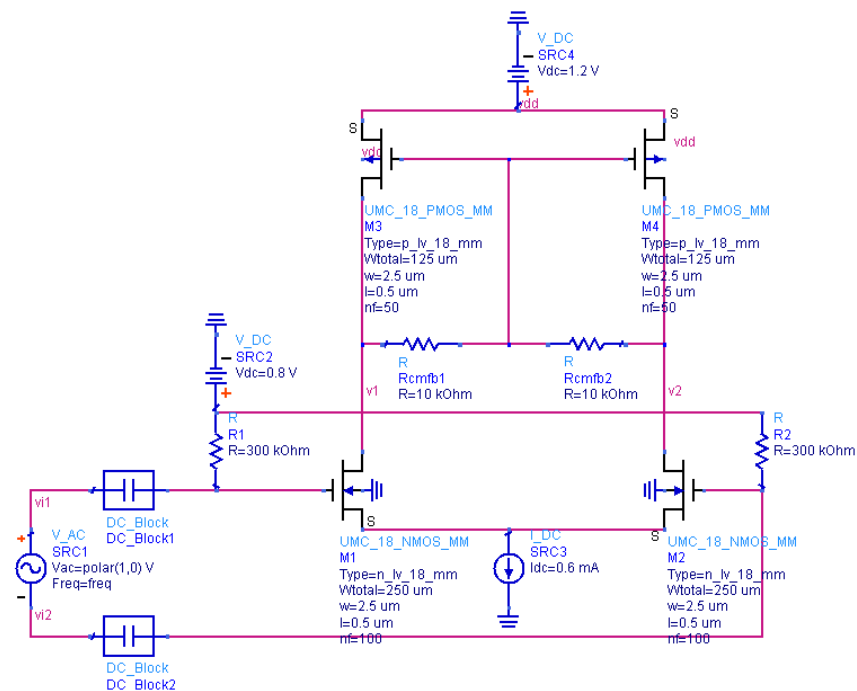 V_DC
SRC4
Vdc=1.2 V
vdd
S
S
vdd
vdd
UMC_18_PMOS_MM
M3
Type=p_lv_18_mm
Wtotal=125 um
w=2.5 um
l=0.5 um
nf=50
UMC_18_PMOS_MM
M4
Type=p_lv_18_mm
Wtotal=125 um
w=2.5 um
l=0.5 um
nf=50
V_DC
SRC2
Vdc=0.8 V
R
Rcmfb1
R=10 kOhm
R
Rcmfb2
R=10 kOhm
v1
v2
R
R1
R=300 kOhm
R
R2
R=300 kOhm
vi1
DC_Block
DC_Block1
V_AC
SRC1
Vac=polar(1,0) V
Freq=freq
vi2
S
S
UMC_18_NMOS_MM
M1
Type=n_lv_18_mm
Wtotal=250 um
w=2.5 um
l=0.5 um
nf=100
I_DC
SRC3
Idc=0.6 mA
UMC_18_NMOS_MM
M2
Type=n_lv_18_mm
Wtotal=250 um
w=2.5 um
l=0.5 um
nf=100
DC_Block
DC_Block2